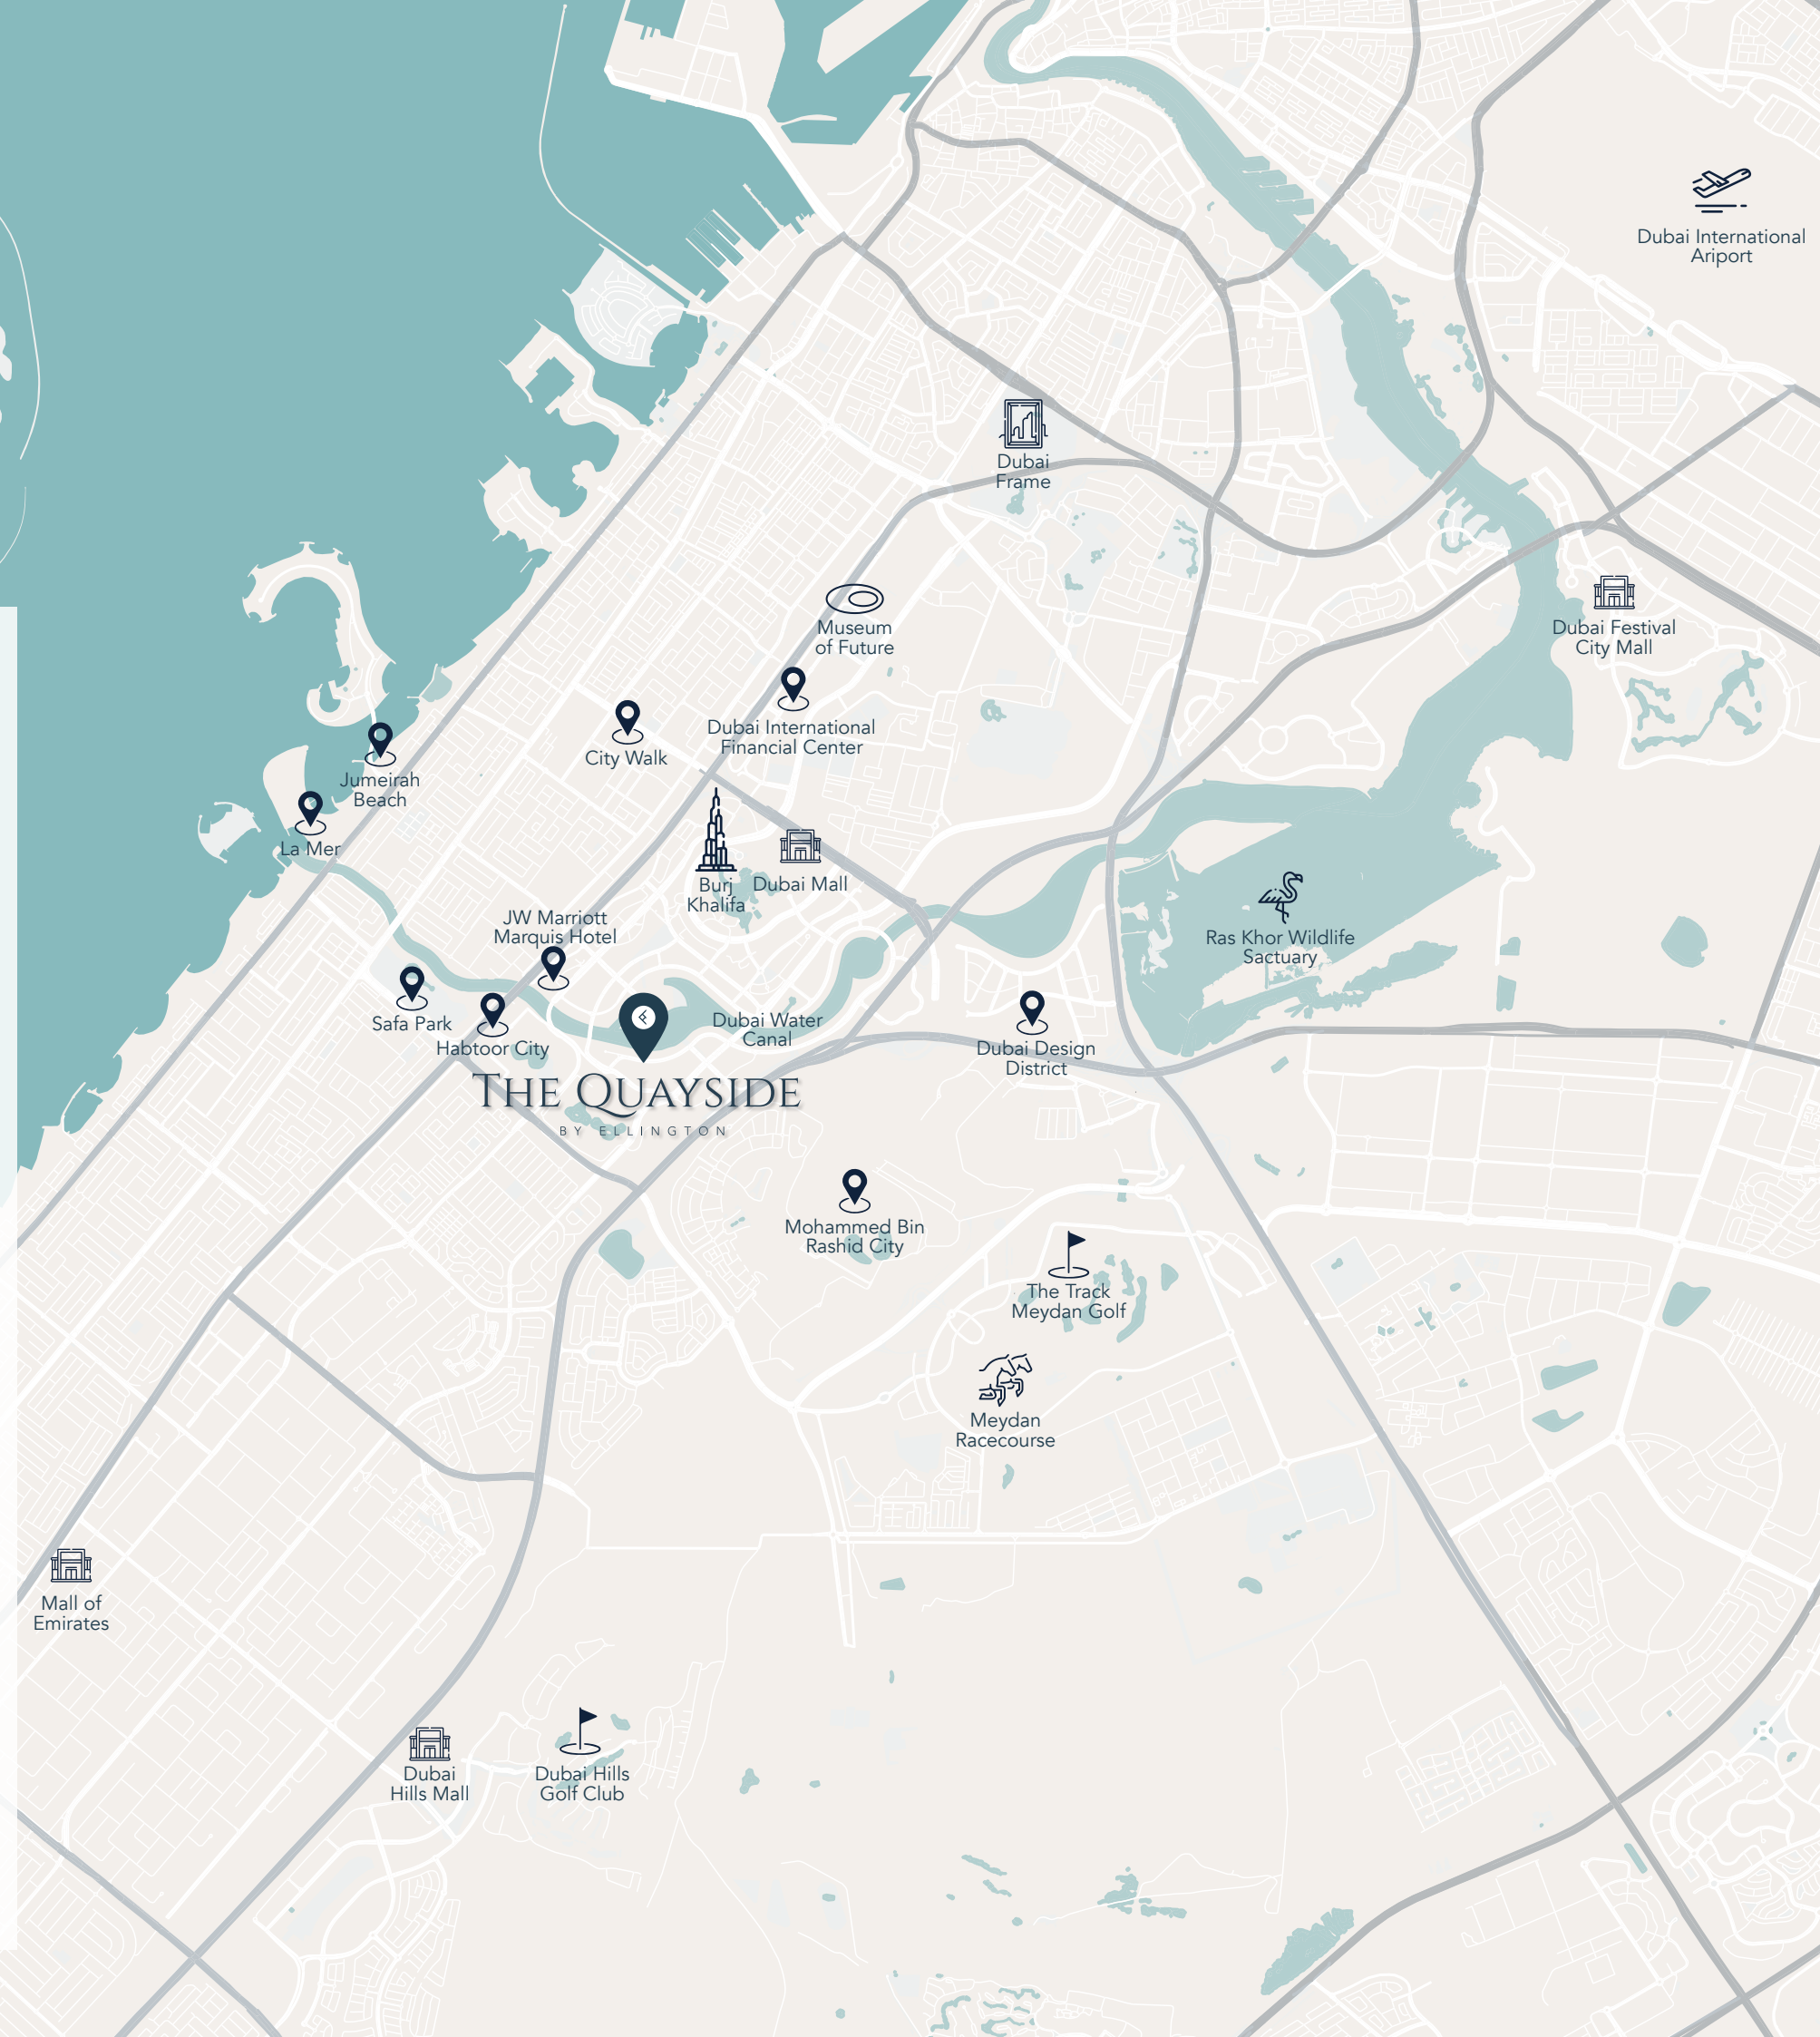 Dubai International
Ariport
Dubai
Frame
Museum
of Future
Dubai Festival
City Mall
Dubai International
Financial Center
City Walk
Jumeirah
Beach
La Mer
Burj
Khalifa
Dubai Mall
JW Marriott
Marquis Hotel
Ras Khor Wildlife
Sactuary
Safa Park
Habtoor City
Dubai Water
Canal
Dubai Design
District
THE QUAYSIDE
BY ELLINGTON
Mohammed Bin
Rashid City
The Track
Meydan Golf
Meydan
Racecourse
Mall of
Emirates
Dubai
Hills Mall
Dubai Hills
Golf Club